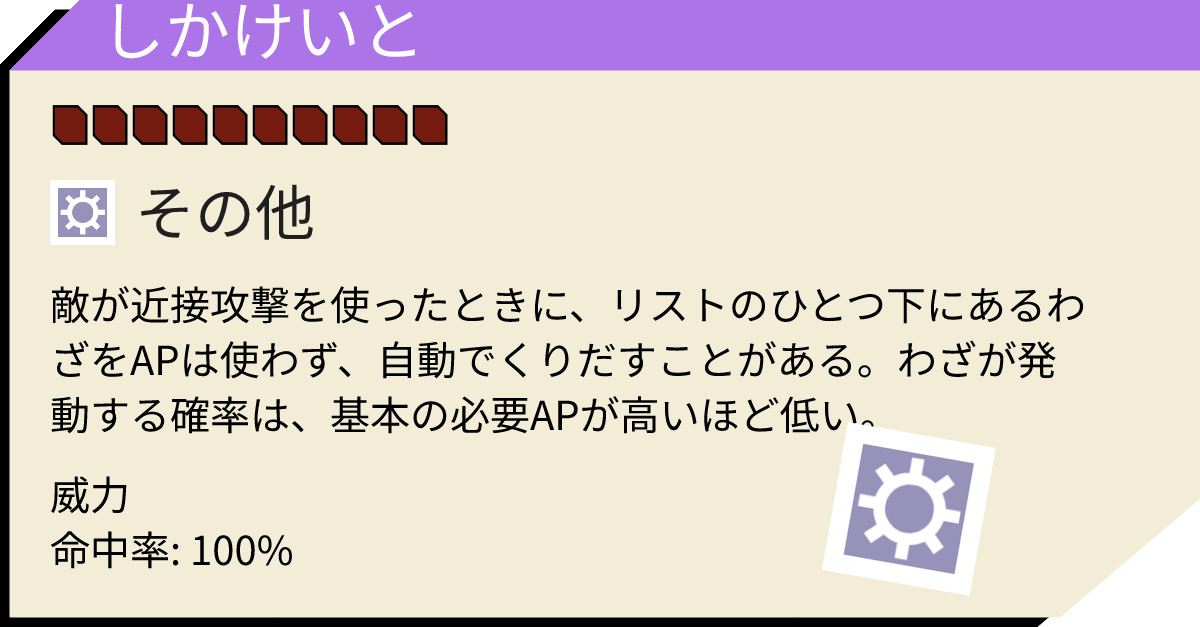 しかけいと
その他
敵が近接攻撃を使ったときに、リストのひとつ下にあるわ
ざをAPは使わず、自動でくりだすことがある。わざが発
動する確率は、基本の必要APが高いほど低い。
威力
命中率: 100%